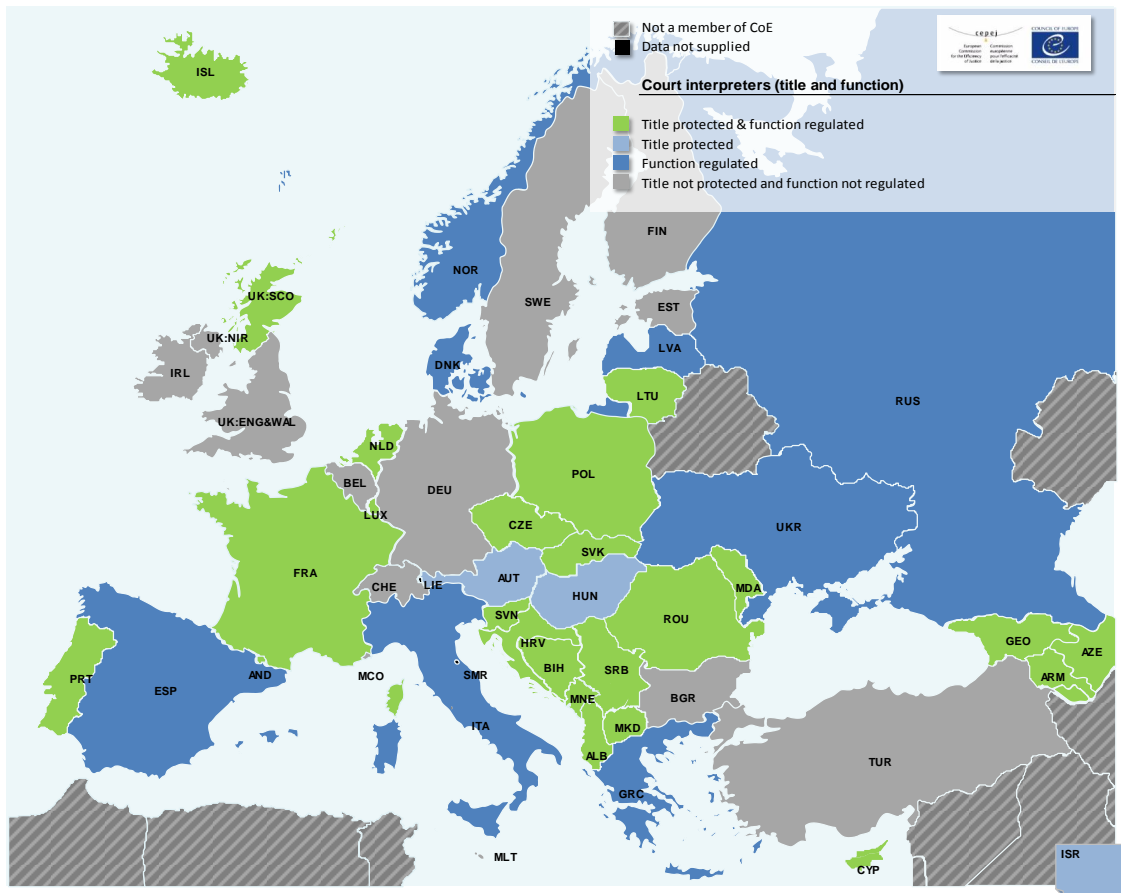 Not a member of CoE
Data not supplied
cepej
COUNCIL OF EUROPE
CONSEIL DE L'EUROPE
Court interpreters (title and function)
Title protected & function regulated
Title protected
Function regulated
Title not protected and function not regulated
ISL
FIN
NOR
UK:SCO
SWE
EST
UK:NIR
LVA
DNK
IRL
LTU
RUS
UK:ENG&WAL
NLD
POL
BEL
DEU
LUX
CZE
UKR
SVK
FRA
AUT
CHE
LIE
MDA
HUN
SVN
ROU
HRV
GEO
AZE
BIH
SRB
AND
MCO
SMR
ARM
PRT
ESP
MNE
BGR
ITA
MKD
ALB
TUR
GRC
MLT
ISR
CYP